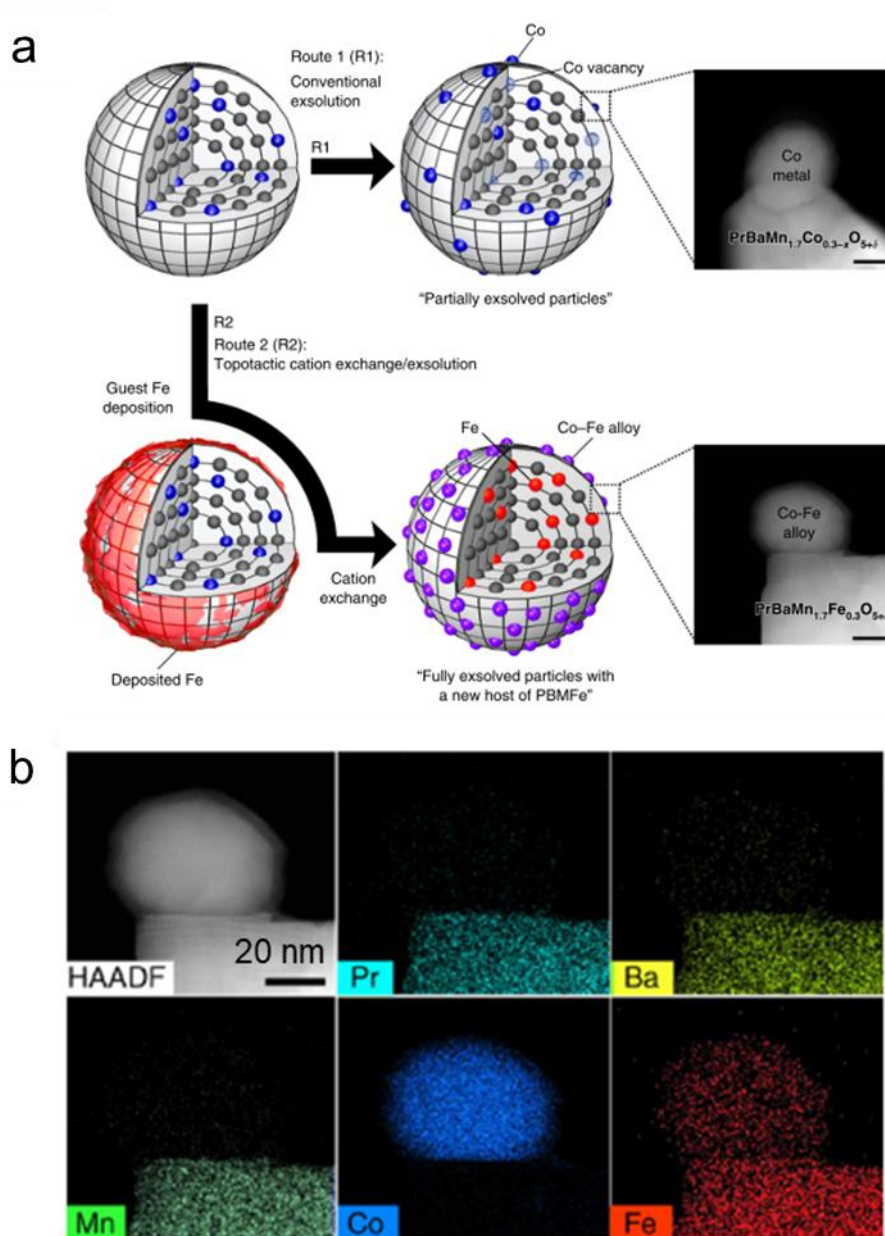 a
Route 1 (R1):
Conventional
exsolution
R1
Co
Co vacancy
Co
metal
PrBaMn1.7Co0.3−xO5+δ
"Partially exsolved particles"
R2
Route 2 (R2):
Topotactic cation exchange/exsolution
Guest Fe
deposition
Fe
Co–Fe alloy
Co-Fe
alloy
Cation
exchange
PrBaMn1.7Fe0.3O5+
Deposited Fe
"Fully exsolved particles with
a new host of PBMFe"
b
20 nm
HAADF
Pr
Ba
Mn
Co
Fe